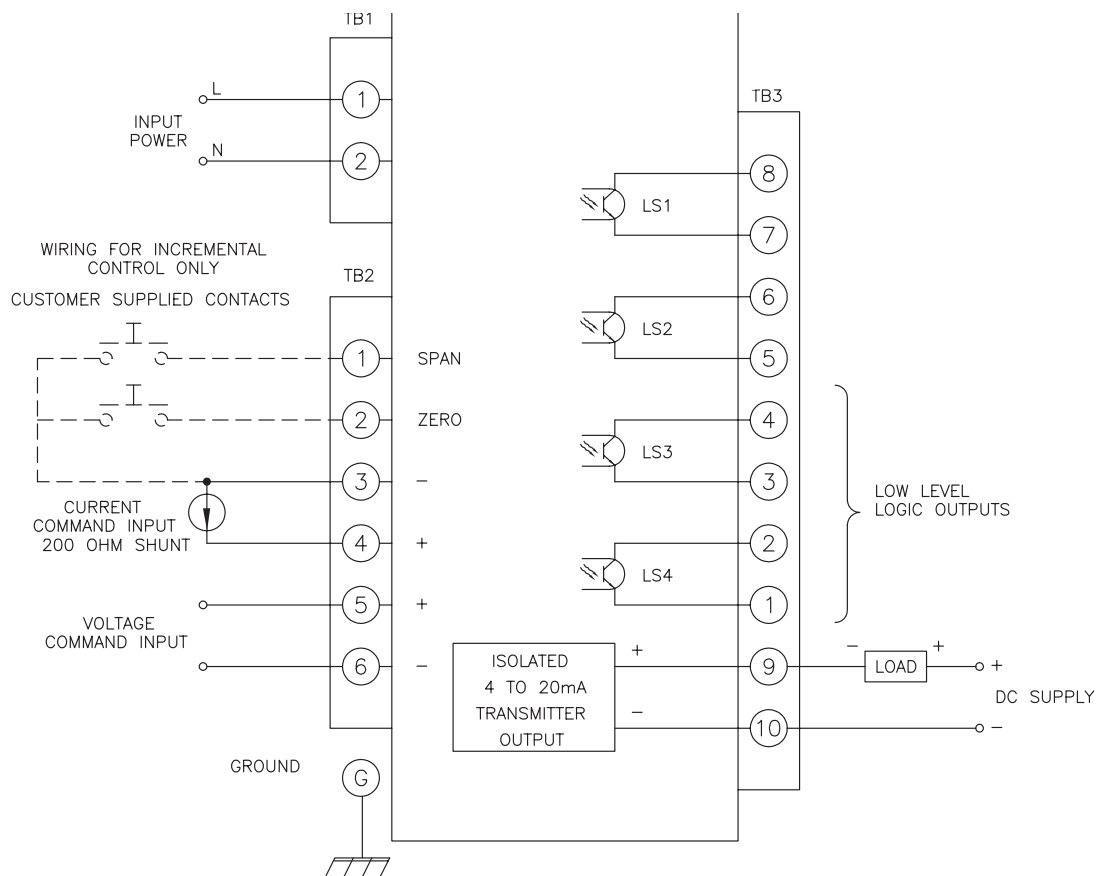 TB1
L
1
INPUT
POWER
N
2
WIRING FOR INCREMENTAL
CONTROL ONLY
CUSTOMER SUPPLIED CONTACTS
TB2
1
SPAN
2
ZERO
3
−
CURRENT
COMMAND INPUT
200 OHM SHUNT
4
+
5
+
VOLTAGE
COMMAND INPUT
6
−
GROUND
G
TB3
8
LS1
7
6
LS2
5
4
LS3
3
2
LS4
1
LOW LEVEL
LOGIC OUTPUTS
ISOLATED
4 TO 20mA
TRANSMITTER
OUTPUT
+
−
9
10
−
LOAD
+
+
DC SUPPLY
−